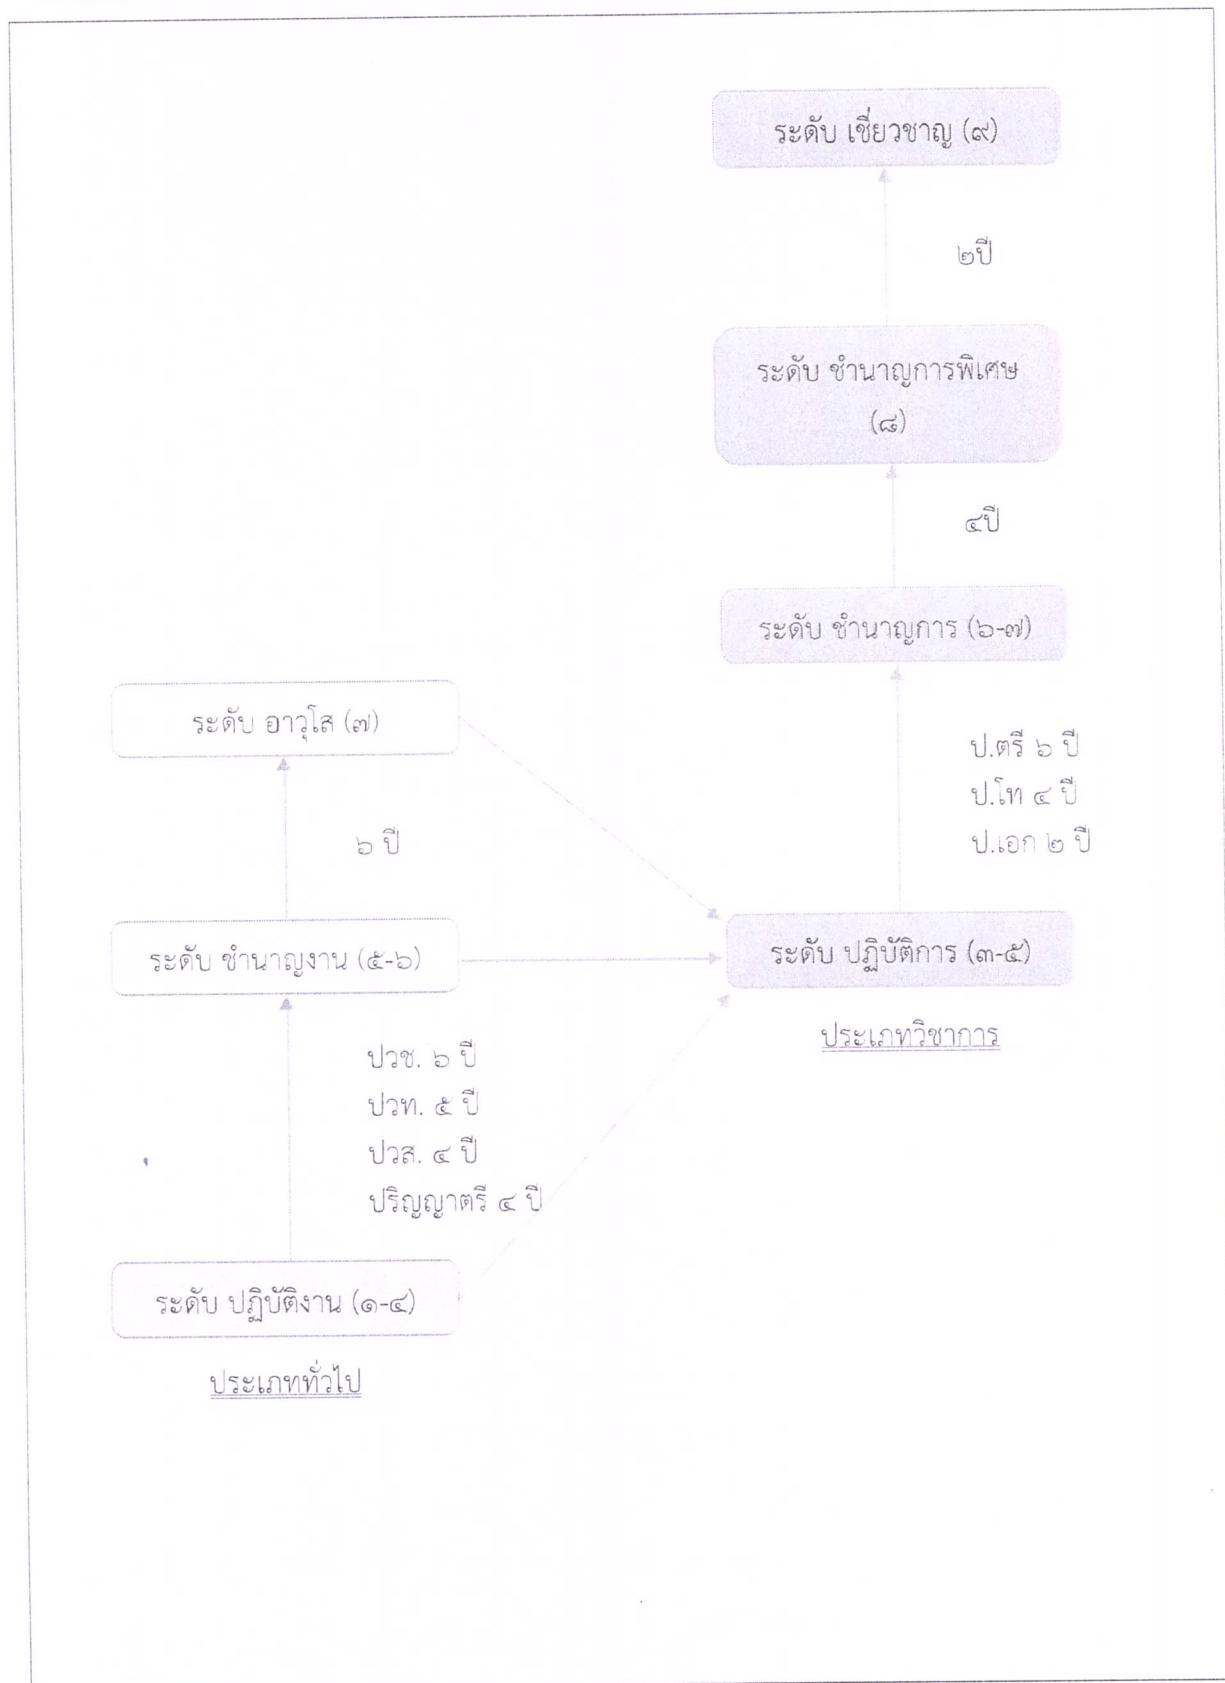 ระดับ เชี่ยวชาญ (๙)
๒ปี
ระดับ ชำนาญการพิเศษ
(๘)
๔ปี
ระดับ ชำนาญการ (๖-๗)
ระดับ อาวุโส (๗)
ป.ตรี ๖ ปี
ป.โท ๔ ปี
ป.เอก ๒ ปี
๖ ปี
ระดับ ชำนาญงาน (๕-๖)
ระดับ ปฏิบัติการ (๓-๕)
ประเภทวิชาการ
ปวช. ๖ ปี
ปวท. ๕ ปี
ปวส. ๔ ปี
ปริญญาตรี ๔ ปี
ระดับ ปฏิบัติงาน (๑-๔)
ประเภททั่วไป